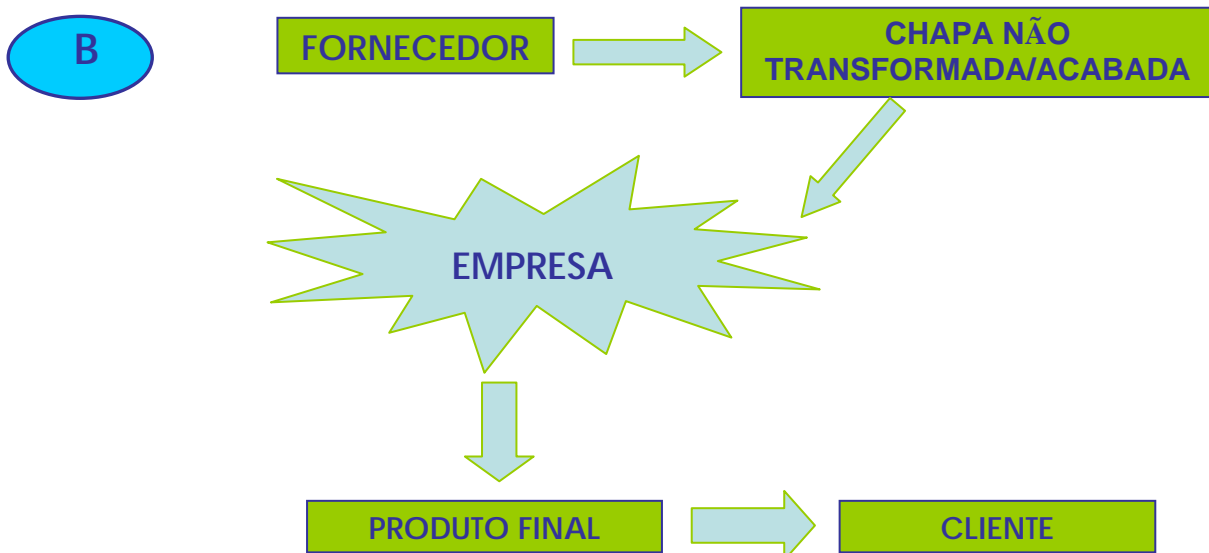 B
FORNECEDOR
CHAPA NÃO
TRANSFORMADA/ACABADA
EMPRESA
PRODUTO FINAL
CLIENTE